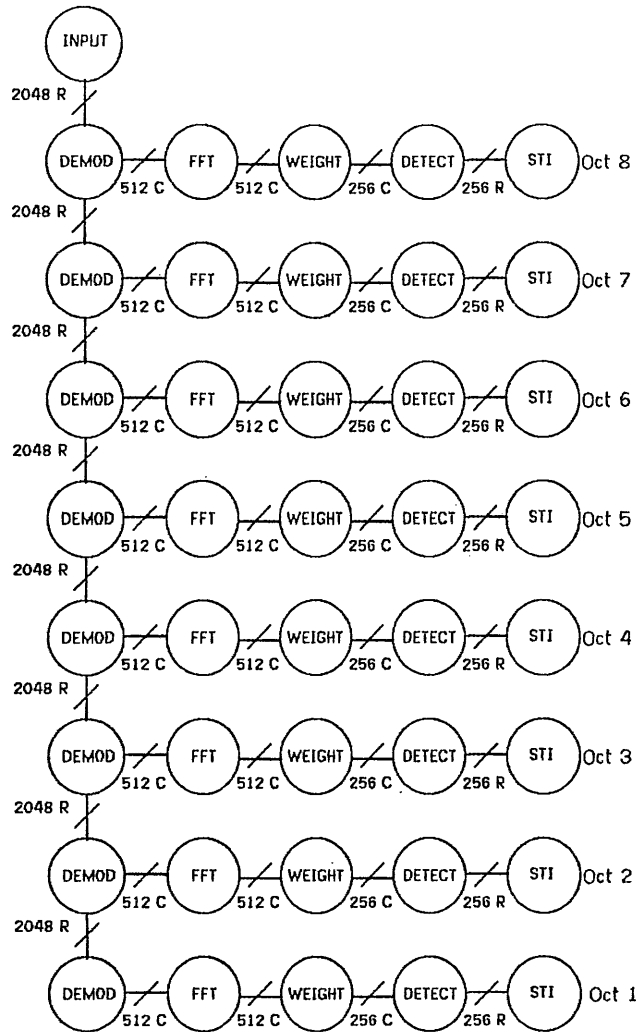 INPUT
2048 R
DEMOD FFT WEIGHT DETECT STI Oct 8
512 C 512 C 256 C 256 R
2048 R
DEMOD FFT WEIGHT DETECT STI Oct 7
512 C 512 C 256 C 256 R
2048 R
DEMOD FFT WEIGHT DETECT STI Oct 6
512 C 512 C 256 C 256 R
2048 R
DEMOD FFT WEIGHT DETECT STI Oct 5
512 C 512 C 256 C 256 R
2048 R
DEMOD FFT WEIGHT DETECT STI Oct 4
512 C 512 C 256 C 256 R
2048 R
DEMOD FFT WEIGHT DETECT STI Oct 3
512 C 512 C 256 C 256 R
2048 R
DEMOD FFT WEIGHT DETECT STI Oct 2
512 C 512 C 256 C 256 R
2048 R
DEMOD FFT WEIGHT DETECT STI Oct 1
512 C 512 C 256 C 256 R